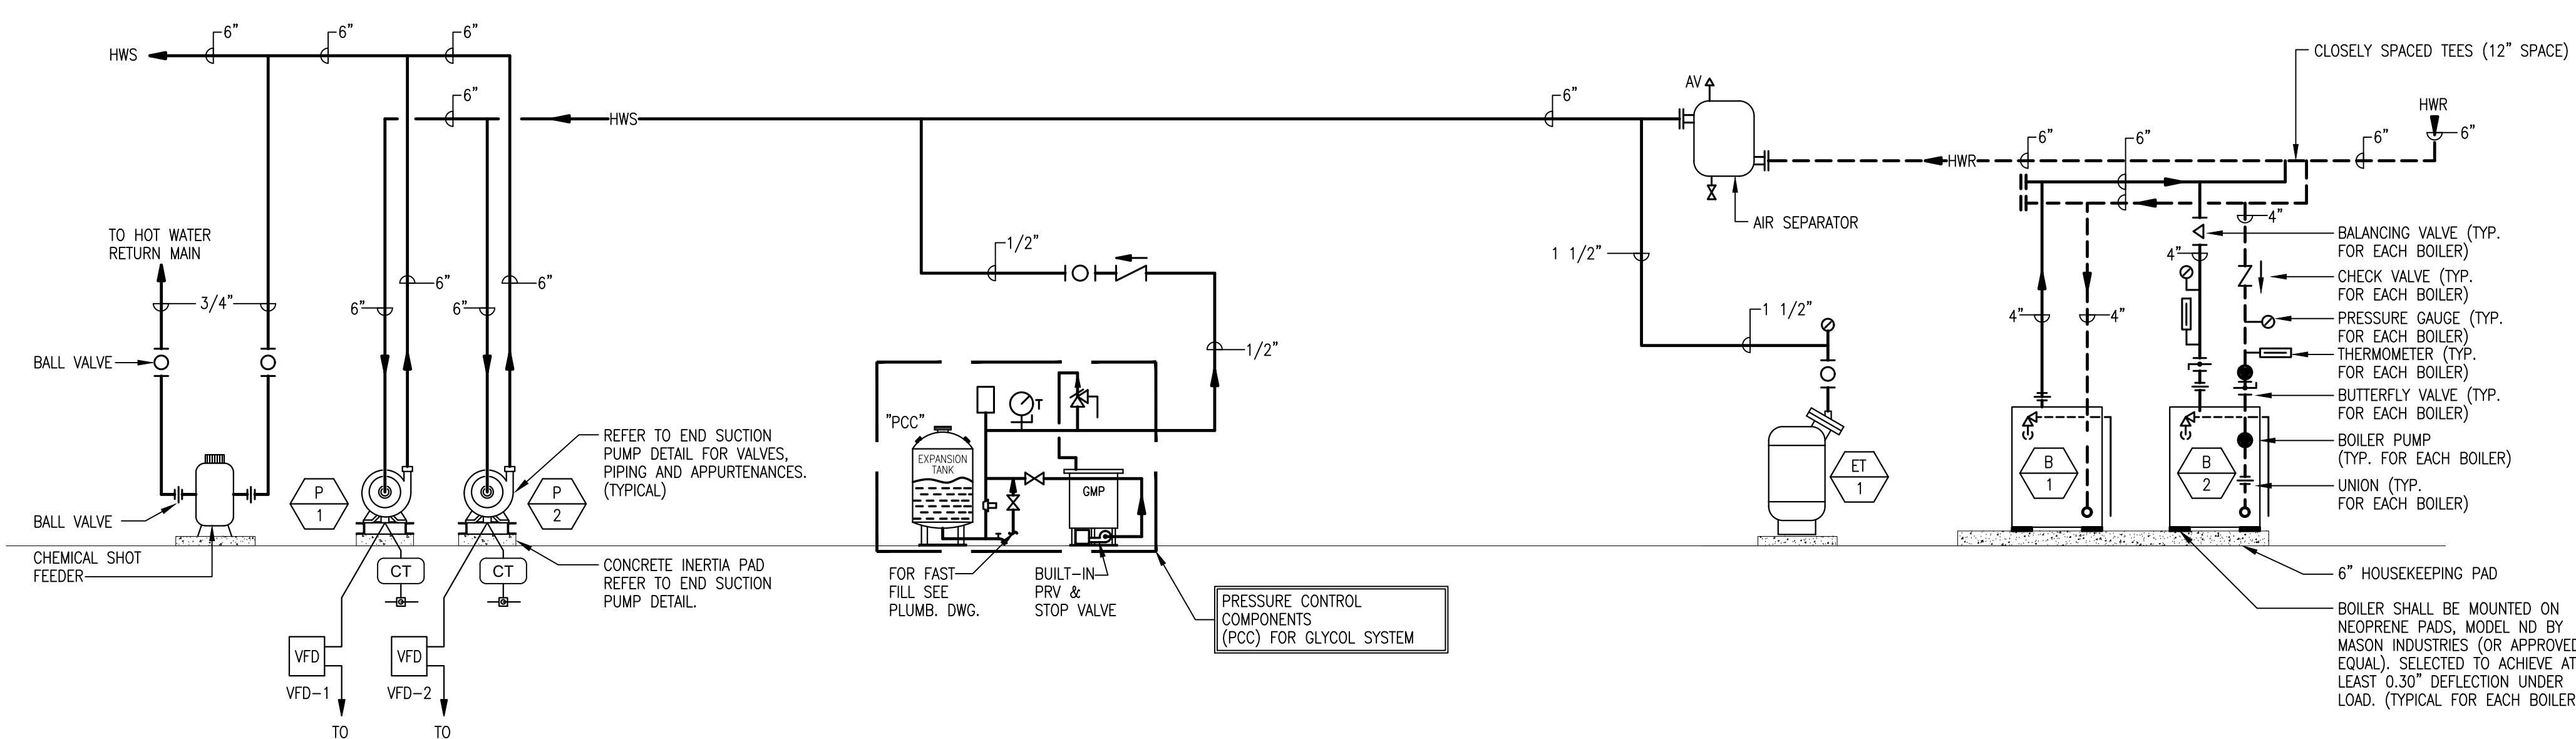 6"
6"
6"
HWS
6"
HWS
6"
AV
CLOSELY SPACED TEES (12" SPACE)
HWR
6"
6"
6"
6"
HWR
AIR SEPARATOR
TO HOT WATER
RETURN MAIN
3/4"
6"
6"
6"
6"
1/2"
1/2"
1 1/2"
1 1/2"
4"
4"
4"
4"
BALANCING VALVE (TYP.
FOR EACH BOILER)
CHECK VALVE (TYP.
FOR EACH BOILER)
PRESSURE GAUGE (TYP.
FOR EACH BOILER)
THERMOMETER (TYP.
FOR EACH BOILER)
BUTTERFLY VALVE (TYP.
FOR EACH BOILER)
BOILER PUMP
(TYP. FOR EACH BOILER)
UNION (TYP.
FOR EACH BOILER)
BALL VALVE
BALL VALVE
CHEMICAL SHOT
FEEDER
P
1
P
2
REFER TO END SUCTION
PUMP DETAIL FOR VALVES,
PIPING AND APPURTENANCES.
(TYPICAL)
CONCRETE INERTIA PAD
REFER TO END SUCTION
PUMP DETAIL.
CT
CT
VFD
VFD
VFD-1
VFD-2
TO
TO
"PCC"
T
EXPANSION
TANK
GMP
T
FOR FAST
FILL SEE
PLUMB. DWG.
BUILT-IN
PRV &
STOP VALVE
PRESSURE CONTROL
COMPONENTS
(PCC) FOR GLYCOL SYSTEM
ET
1
B
1
B
2
6" HOUSEKEEPING PAD
BOILER SHALL BE MOUNTED ON
NEOPRENE PADS, MODEL ND BY
MASON INDUSTRIES (OR APPROVED
EQUAL). SELECTED TO ACHIEVE AT
LEAST 0.30" DEFLECTION UNDER
LOAD. (TYPICAL FOR EACH BOILER